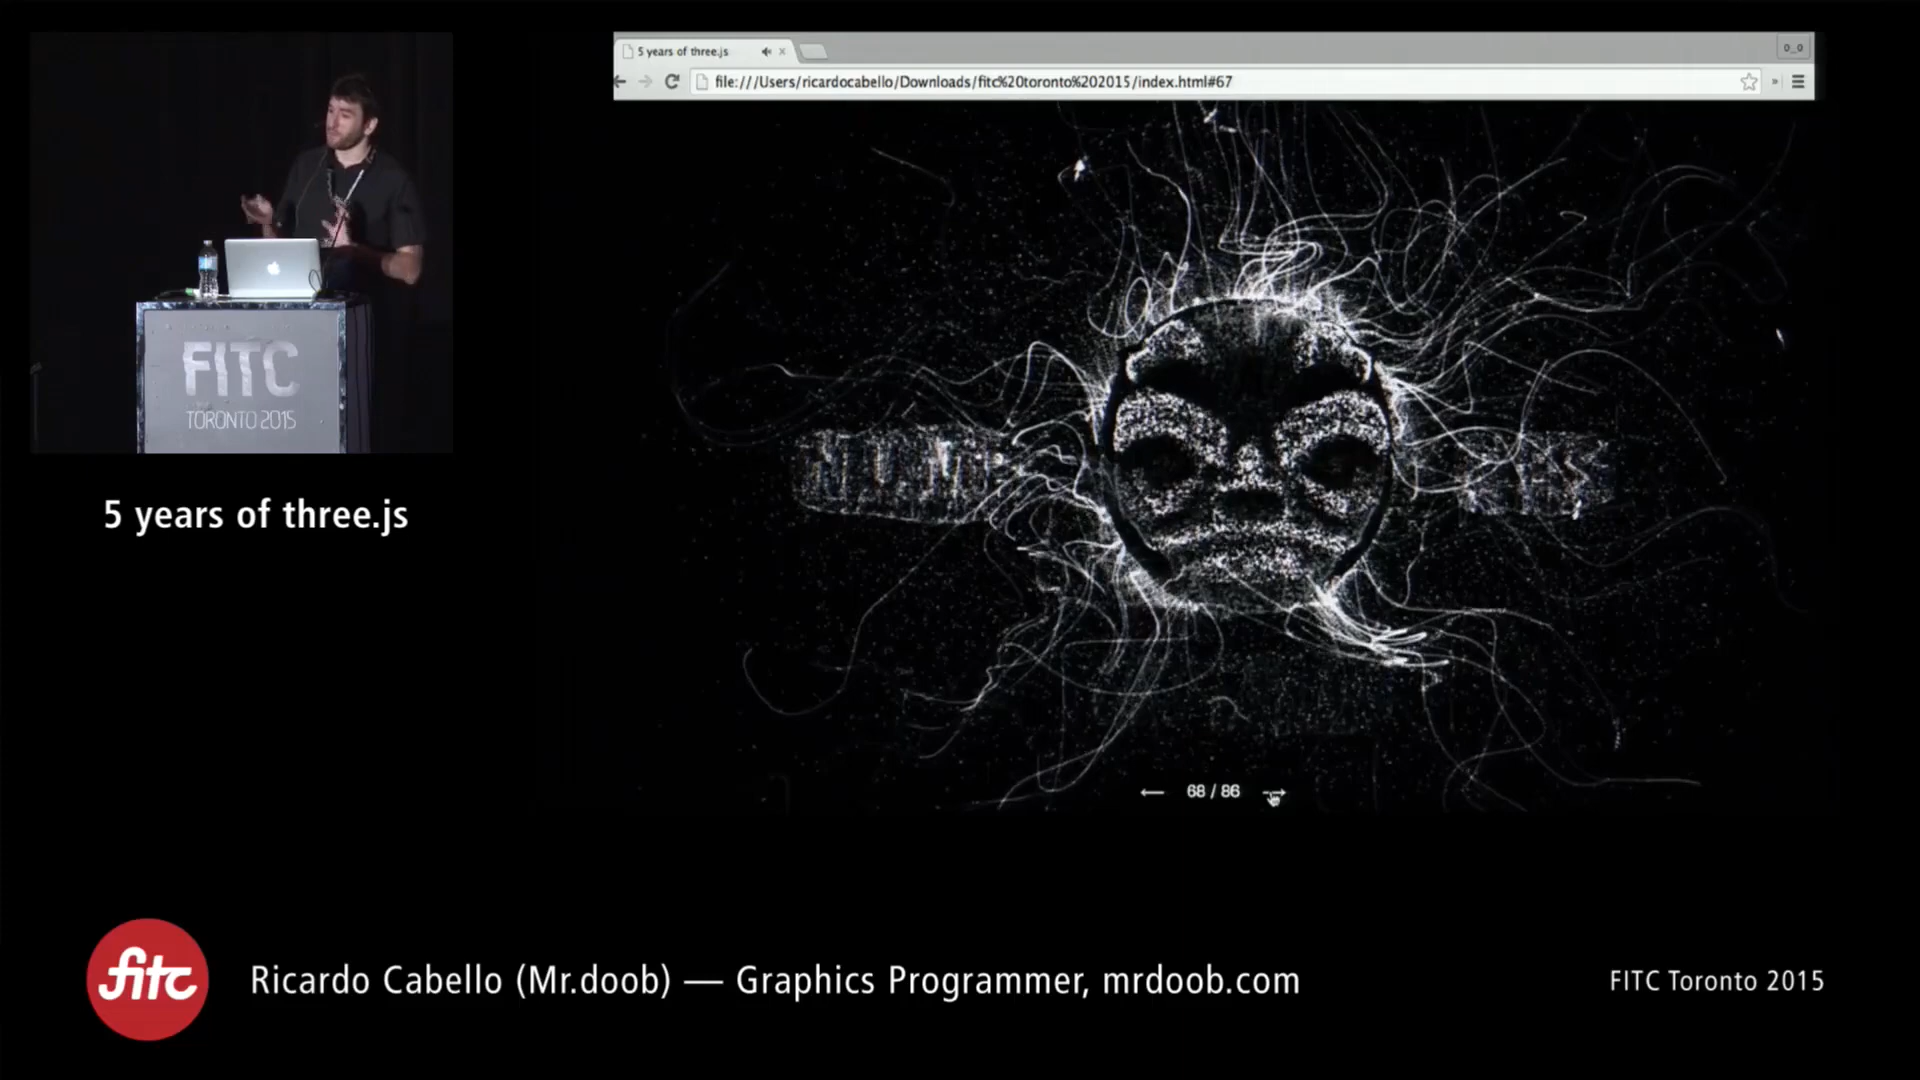 5 years of three.js
0_0
file:///Users/ricardocabello/Downloads/fitc%20toronto%202015/index.html#67
FITC
TORONTO 2015
5 years of three.js
68 / 86
fitc
Ricardo Cabello (Mr.doob) — Graphics Programmer, mrdoob.com
FITC Toronto 2015